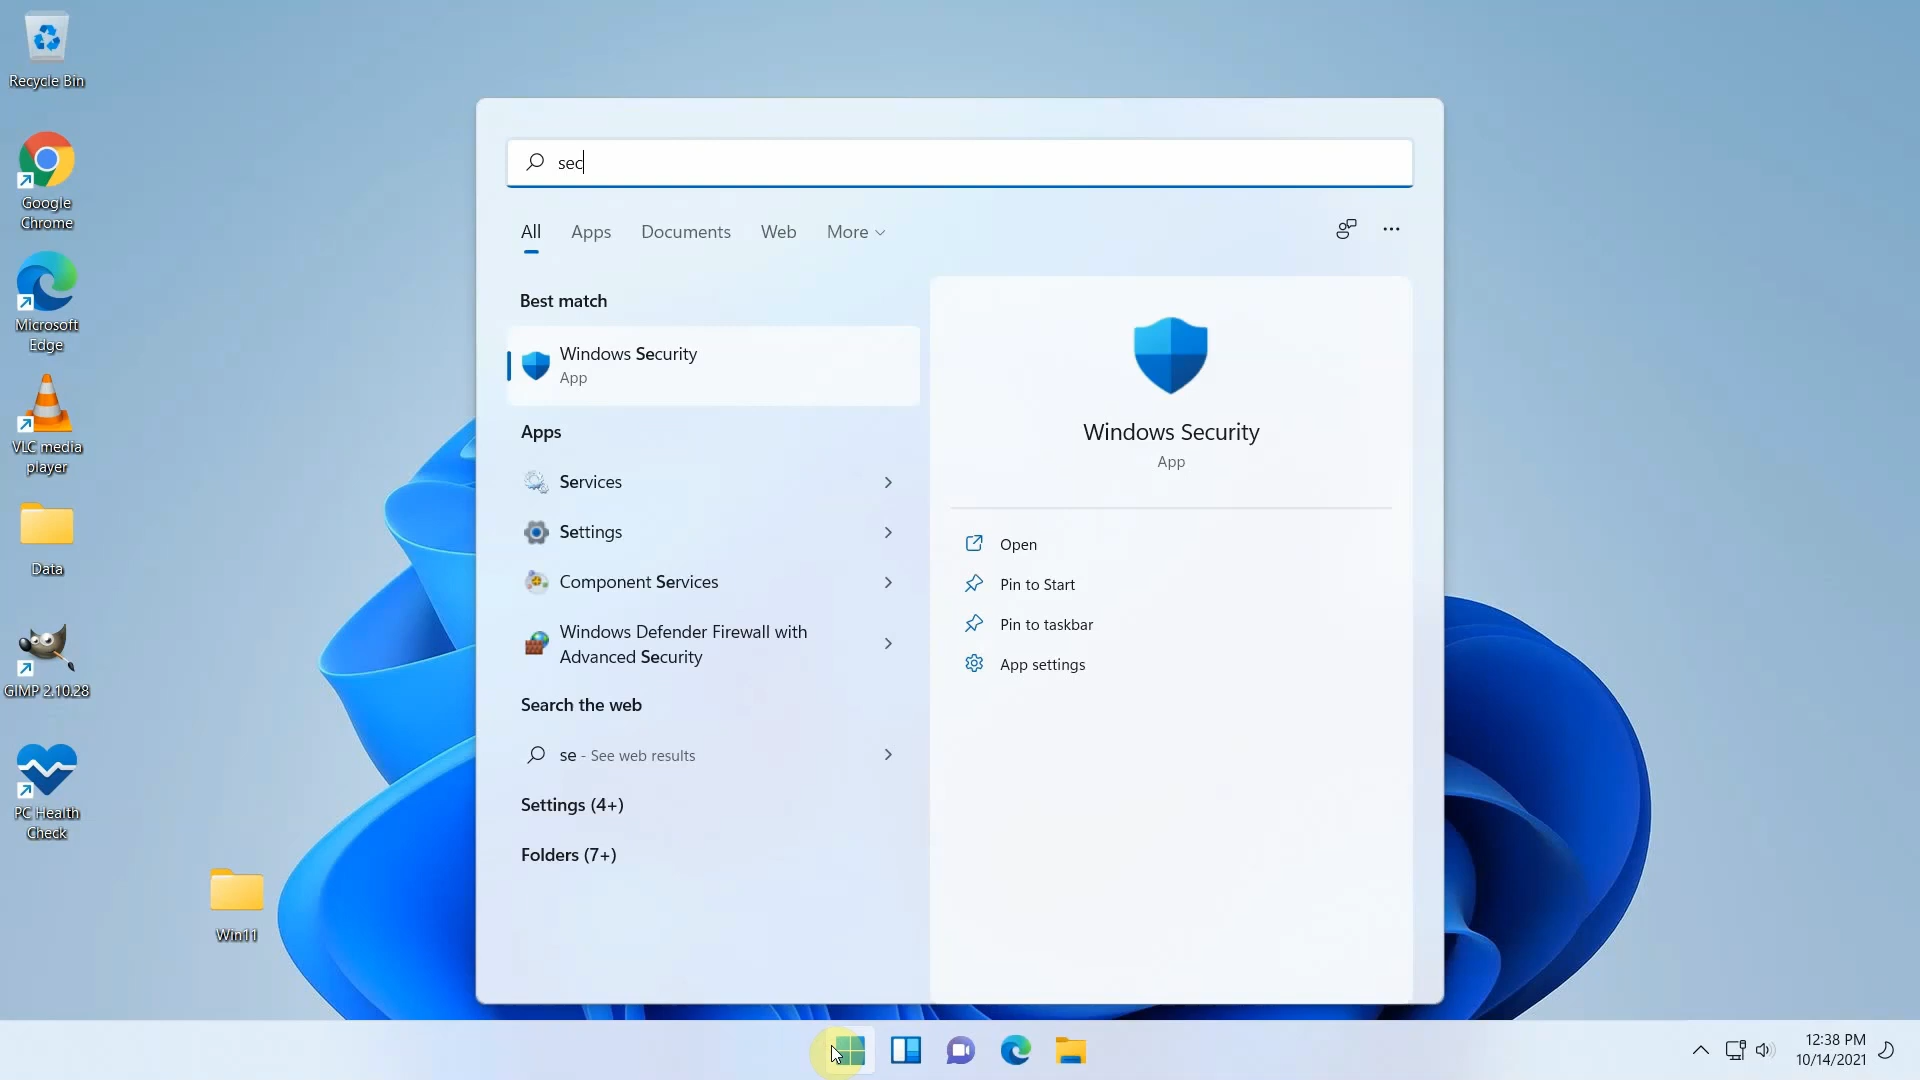 Recycle Bin
Google
Chrome
Microsoft
Edge
VLC media
player
Data
GIMP 2.10.28
PC Health
Check
Win11
sec
All Apps Documents Web More
Best match
Windows Security
App
Apps
Services
Settings
Component Services
Windows Defender Firewall with
Advanced Security
Search the web
se - See web results
Settings (4+)
Folders (7+)
Windows Security
App
Open
Pin to Start
Pin to taskbar
App settings
12:38 PM
10/14/2021